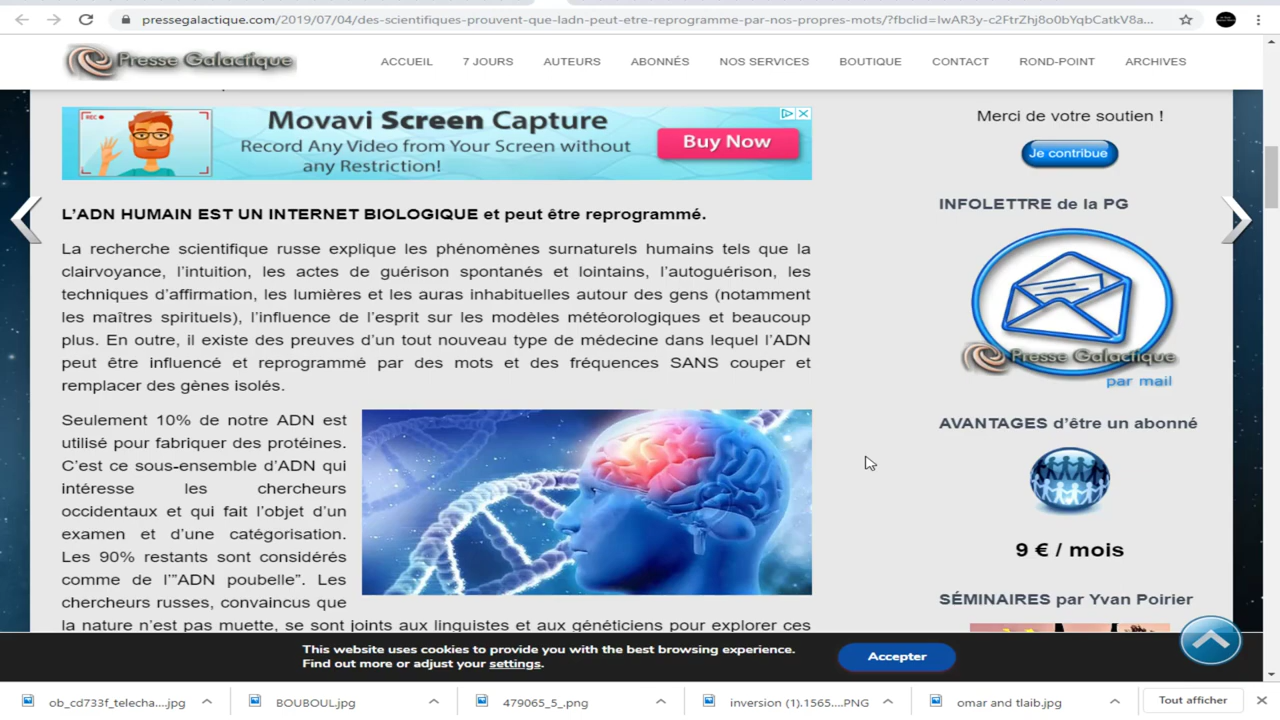 pressegalactique.com/2019/07/04/des-scientifiques-prouvent-que-ladn-peut-etre-reprogramme-par-nos-propres-mots/?fbclid=IwAR3y-c2FtrZhj8o0bYqbCatkV8a...
Presse Galactique
ACCUEIL 7 JOURS AUTEURS ABONNÉS NOS SERVICES BOUTIQUE CONTACT ROND-POINT ARCHIVES
REC
Movavi Screen Capture
Record Any Video from Your Screen without
any Restriction!
Buy Now
L'ADN HUMAIN EST UN INTERNET BIOLOGIQUE et peut être reprogrammé.
La recherche scientifique russe explique les phénomènes surnaturels humains tels que la
clairvoyance, l'intuition, les actes de guérison spontanés et lointains, l'autoguérison, les
techniques d'affirmation, les lumières et les auras inhabituelles autour des gens (notamment
les maîtres spirituels), l'influence de l'esprit sur les modèles météorologiques et beaucoup
plus. En outre, il existe des preuves d'un tout nouveau type de médecine dans lequel l'ADN
peut être influencé et reprogrammé par des mots et des fréquences SANS couper et
remplacer des gènes isolés.
Seulement 10% de notre ADN est
utilisé pour fabriquer des protéines.
C'est ce sous-ensemble d'ADN qui
intéresse les chercheurs
occidentaux et qui fait l'objet d'un
examen et d'une catégorisation.
Les 90% restants sont considérés
comme de l'"ADN poubelle". Les
chercheurs russes, convaincus que
la nature n'est pas muette, se sont joints aux linguistes et aux généticiens pour explorer ces
Merci de votre soutien !
Je contribue
INFOLETTRE de la PG
Presse Galactique
par mail
AVANTAGES d'être un abonné
9 € / mois
SÉMINAIRES par Yvan Poirier
This website uses cookies to provide you with the best browsing experience.
Find out more or adjust your settings.
Accepter
ob_cd733f_telecha....jpg
BOUBOUL.jpg
479065_5_.png
inversion (1).1565....PNG
omar and tlaib.jpg
Tout afficher